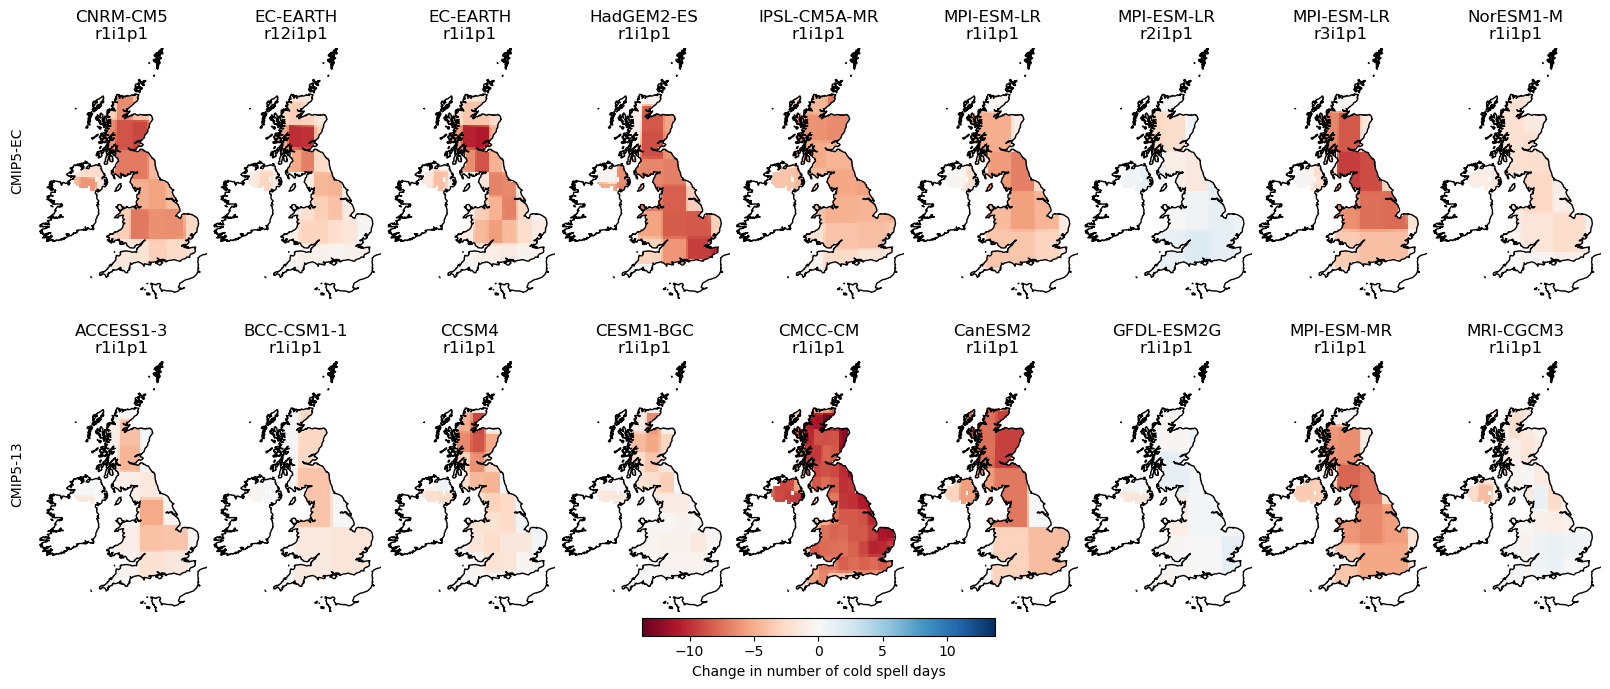 CNRM-CM5 EC-EARTH EC-EARTH HadGEM2-ES IPSL-CM5A-MR MPI-ESM-LR MPI-ESM-LR MPI-ESM-LR NorESM1-M
r1i1p1 r12i1p1 r1i1p1 r1i1p1 r1i1p1 r1i1p1 r2i1p1 r3i1p1 r1i1p1
CMIP5-EC
ACCESS1-3 BCC-CSM1-1 CCSM4 CESM1-BGC CMCC-CM CanESM2 GFDL-ESM2G MPI-ESM-MR MRI-CGCM3
r1i1p1 r1i1p1 r1i1p1 r1i1p1 r1i1p1 r1i1p1 r1i1p1 r1i1p1 r1i1p1
CMIP5-13
−10 −5 0 5 10
Change in number of cold spell days